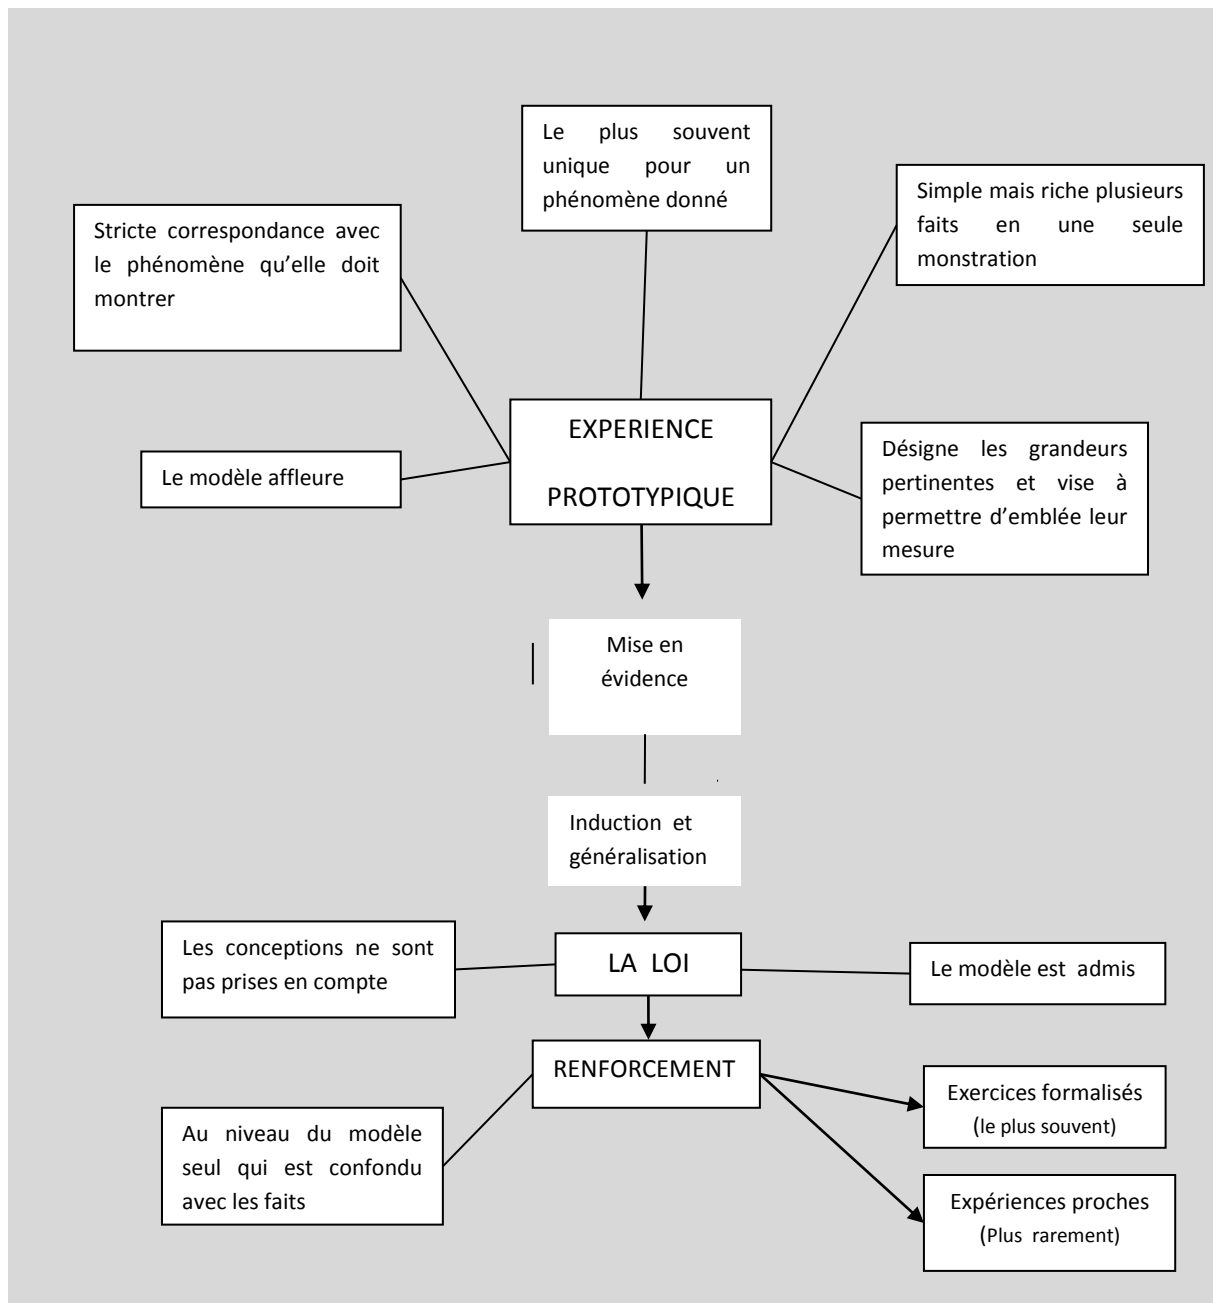 Le plus souvent
unique pour un
phénomène donné
Simple mais riche plusieurs
faits en une seule
monstration
Stricte correspondance avec
le phénomène qu’elle doit
montrer
EXPERIENCE
PROTOTYPIQUE
Le modèle affleure
Désigne les grandeurs
pertinentes et vise à
permettre d’emblée leur
mesure
Mise en
évidence
Induction et
généralisation
Les conceptions ne sont
pas prises en compte
LA LOI
Le modèle est admis
RENFORCEMENT
Exercices formalisés
(le plus souvent)
Au niveau du modèle
seul qui est confondu
avec les faits
Expériences proches
(Plus rarement)